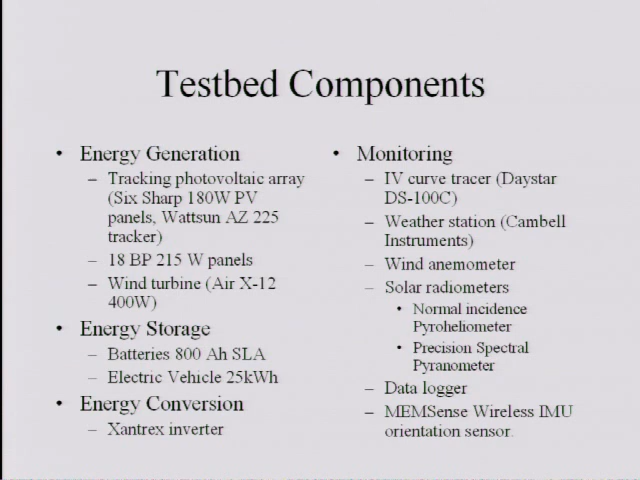 Testbed Components
• Energy Generation
– Tracking photovoltaic array
(Six Sharp 180W PV
panels, Wattsun AZ 225
tracker)
– 18 BP 215 W panels
– Wind turbine (Air X-12
400W)
• Energy Storage
– Batteries 800 Ah SLA
– Electric Vehicle 25kWh
• Energy Conversion
– Xantrex inverter
• Monitoring
– IV curve tracer (Daystar
DS-100C)
– Weather station (Cambell
Instruments)
– Wind anemometer
– Solar radiometers
• Normal incidence
Pyroheliometer
• Precision Spectral
Pyranometer
– Data logger
– MEMSense Wireless IMU
orientation sensor.